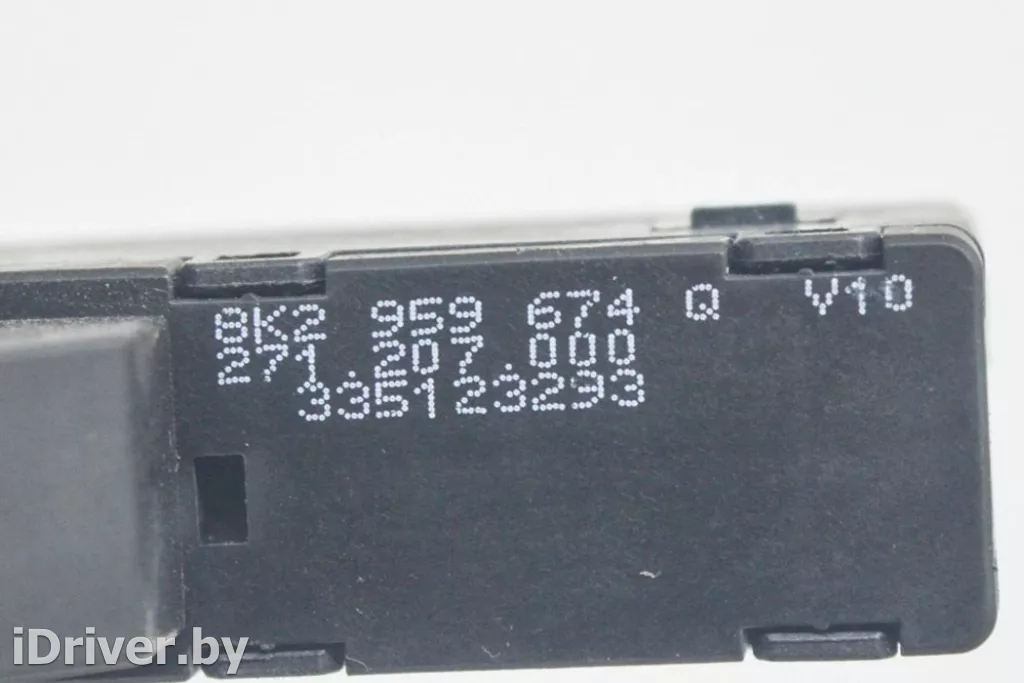 8K2 959 674 Q V10
271.207.000
335123293
iDriver.by